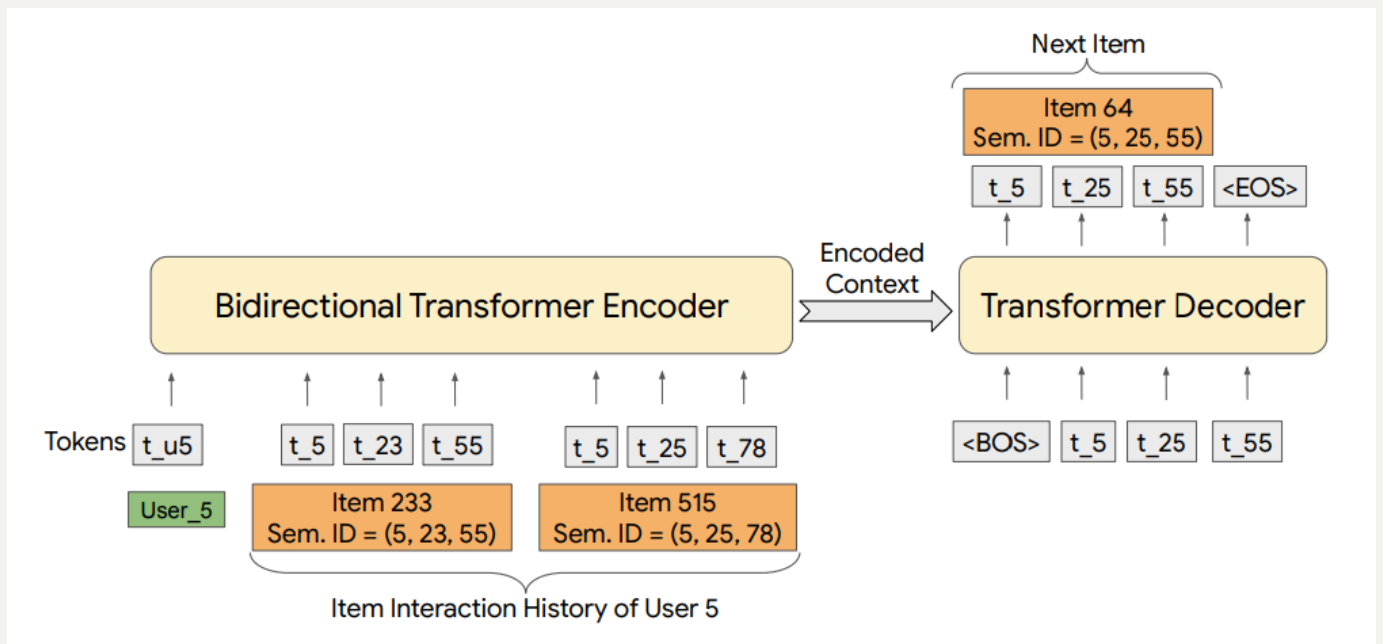 Next Item
Item 64
Sem. ID = (5, 25, 55)
t_5 t_25 t_55 <EOS>
Bidirectional Transformer Encoder
Encoded
Context
Transformer Decoder
Tokens t_u5 t_5 t_23 t_55 t_5 t_25 t_78
<BOS> t_5 t_25 t_55
User_5
Item 233
Sem. ID = (5, 23, 55)
Item 515
Sem. ID = (5, 25, 78)
Item Interaction History of User 5